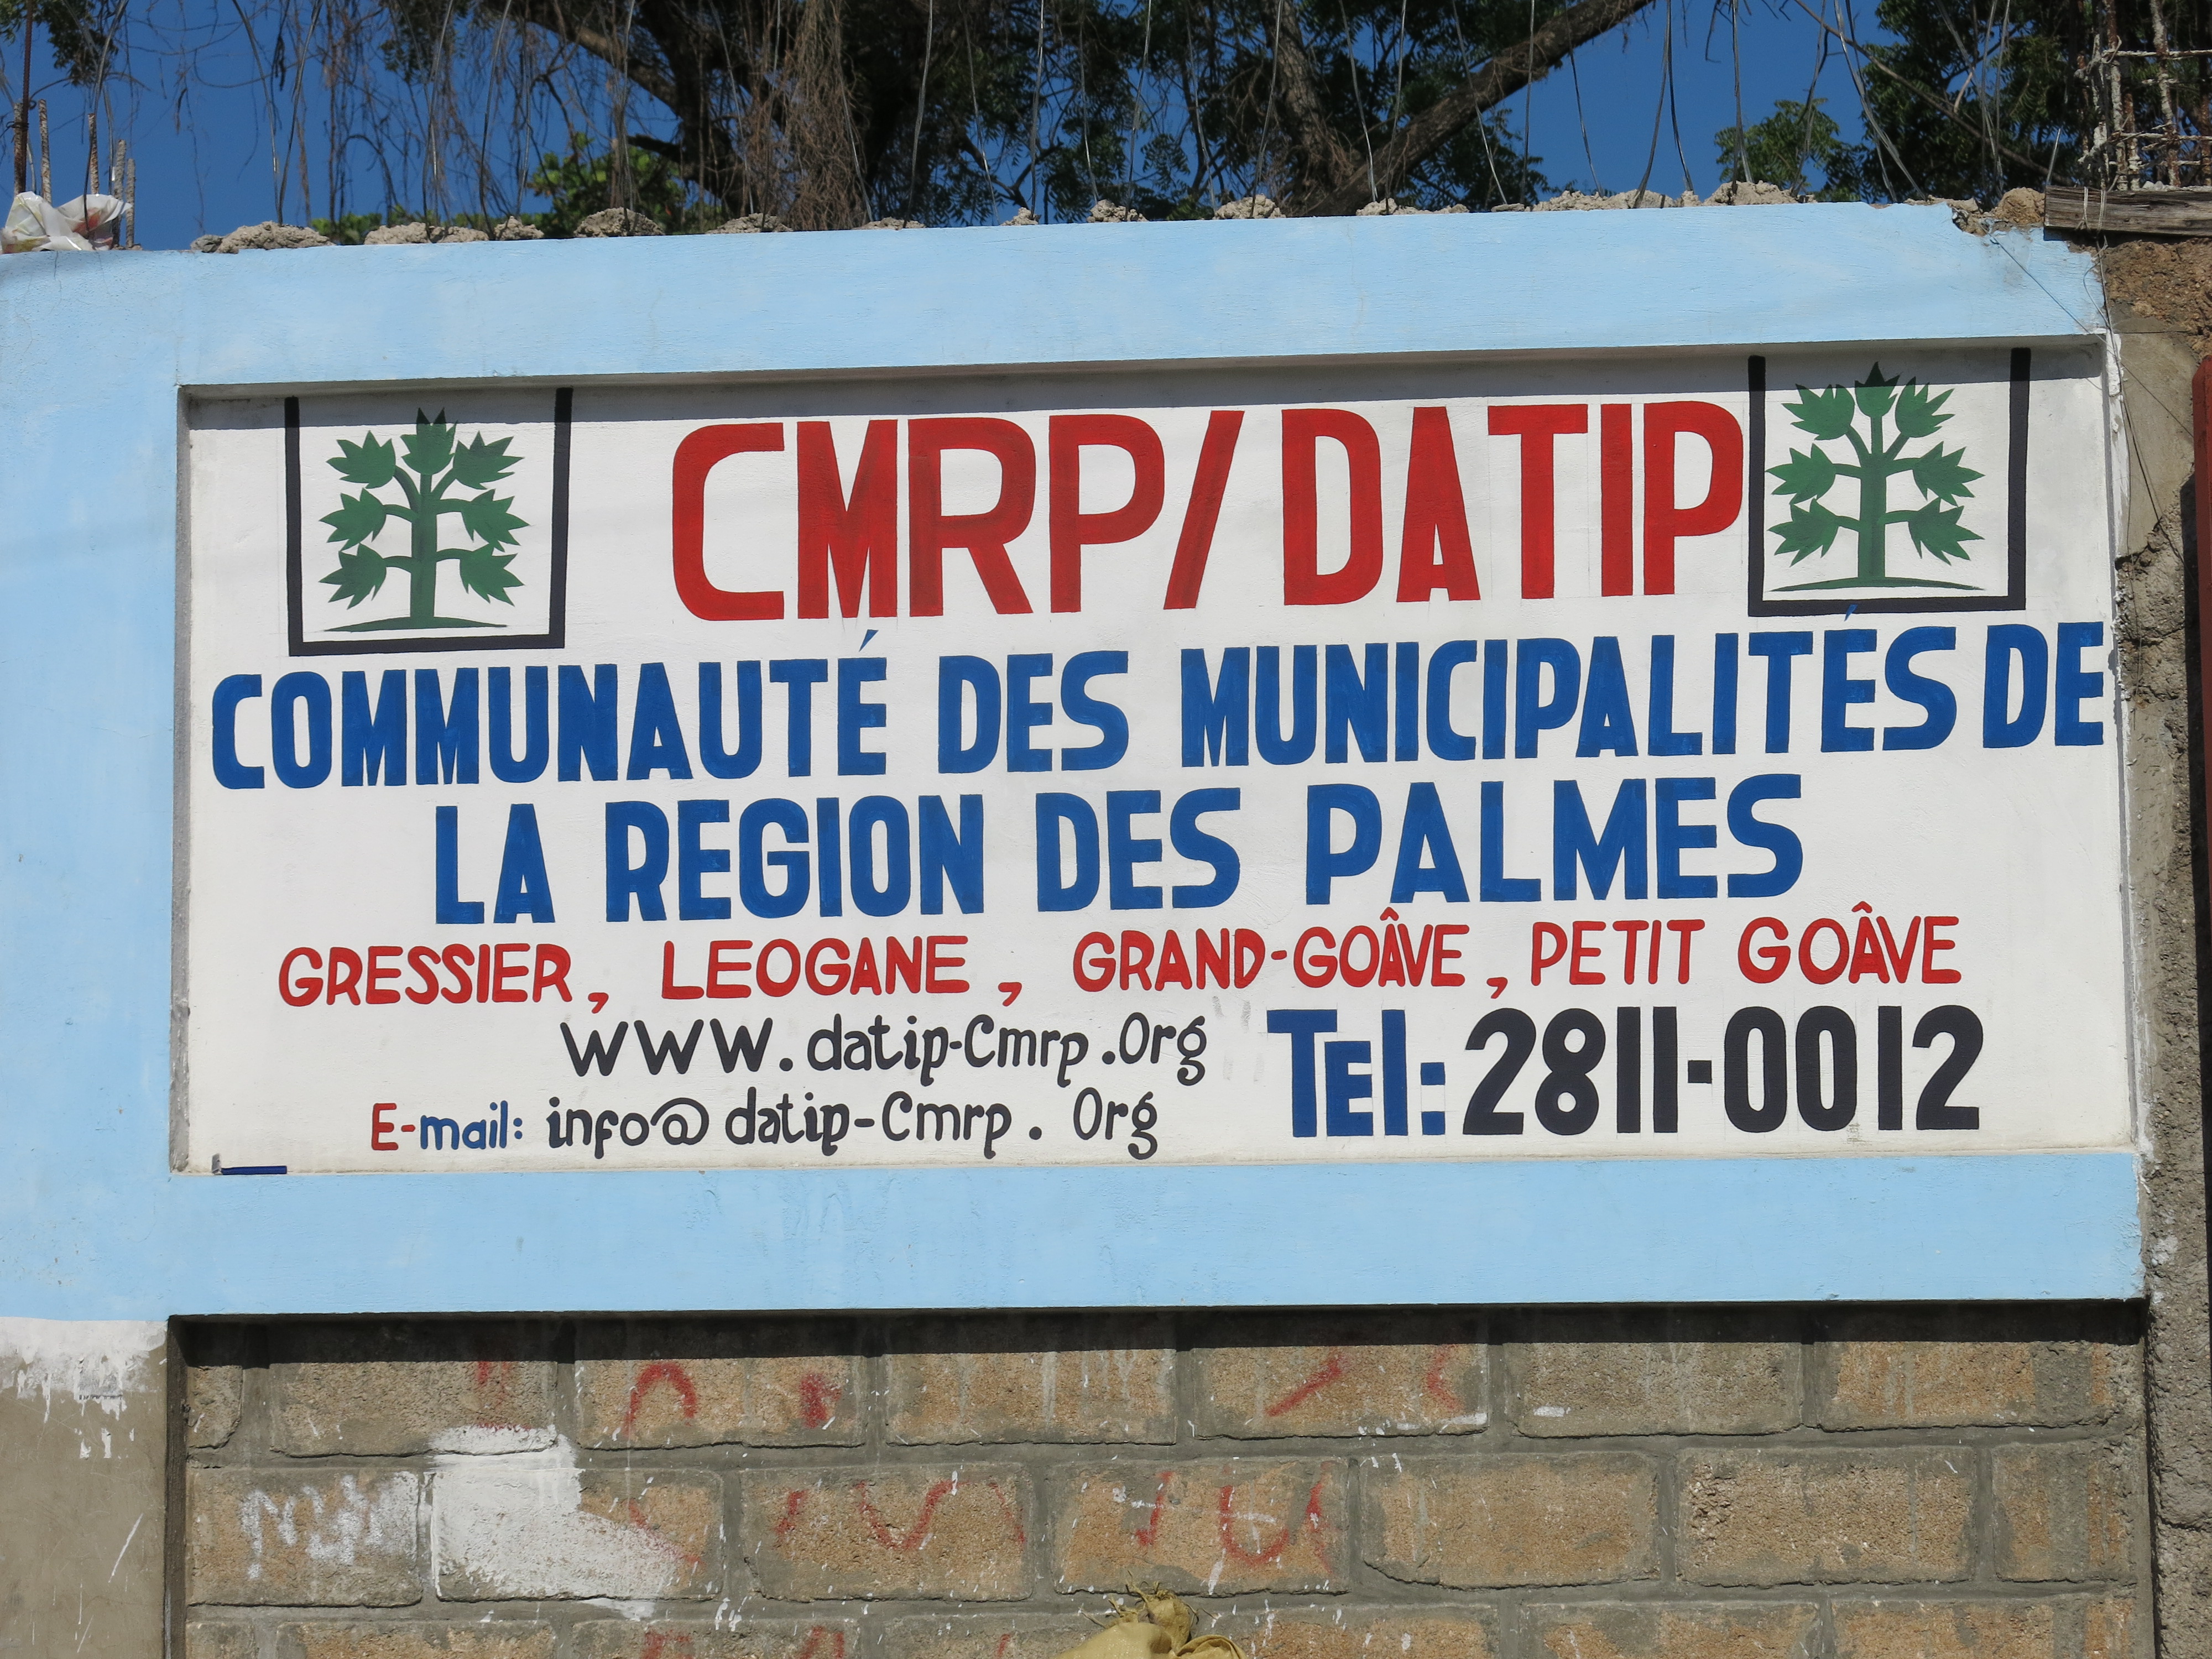 CMRP/DATIP
COMMUNAUTÉ DES MUNICIPALITÉS DE
LA REGION DES PALMES
GRESSIER, LEOGANE, GRAND-GOÂVE, PETIT GOÂVE
www.datip-Cmrp.Org
Tel: 2811-0012
E-mail: info@datip-Cmrp. Org